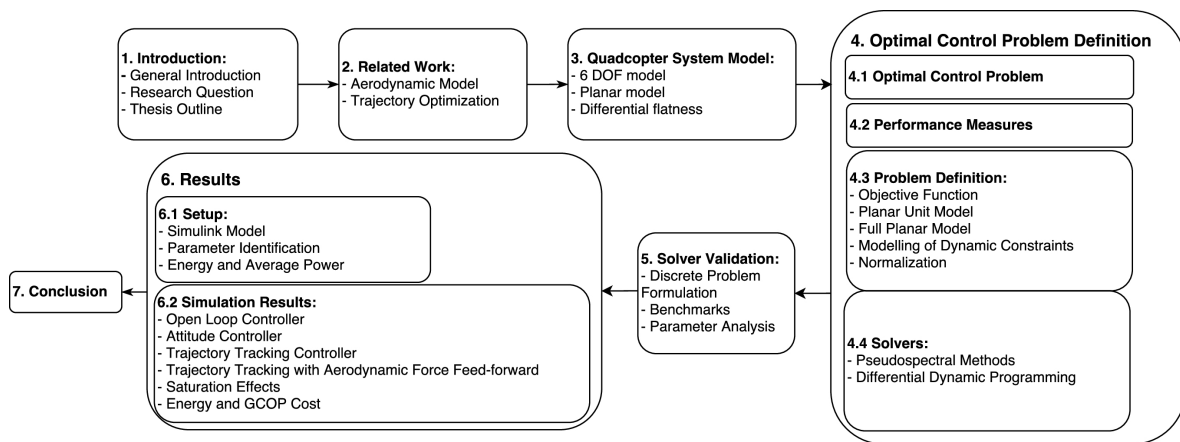 1. Introduction:
- General Introduction
- Research Question
- Thesis Outline
2. Related Work:
- Aerodynamic Model
- Trajectory Optimization
3. Quadcopter System Model:
- 6 DOF model
- Planar model
- Differential flatness
4. Optimal Control Problem Definition
4.1 Optimal Control Problem
4.2 Performance Measures
4.3 Problem Definition:
- Objective Function
- Planar Unit Model
- Full Planar Model
- Modelling of Dynamic Constraints
- Normalization
4.4 Solvers:
- Pseudospectral Methods
- Differential Dynamic Programming
5. Solver Validation:
- Discrete Problem
Formulation
- Benchmarks
- Parameter Analysis
6. Results
6.1 Setup:
- Simulink Model
- Parameter Identification
- Energy and Average Power
6.2 Simulation Results:
- Open Loop Controller
- Attitude Controller
- Trajectory Tracking Controller
- Trajectory Tracking with Aerodynamic Force Feed-forward
- Saturation Effects
- Energy and GCOP Cost
7. Conclusion